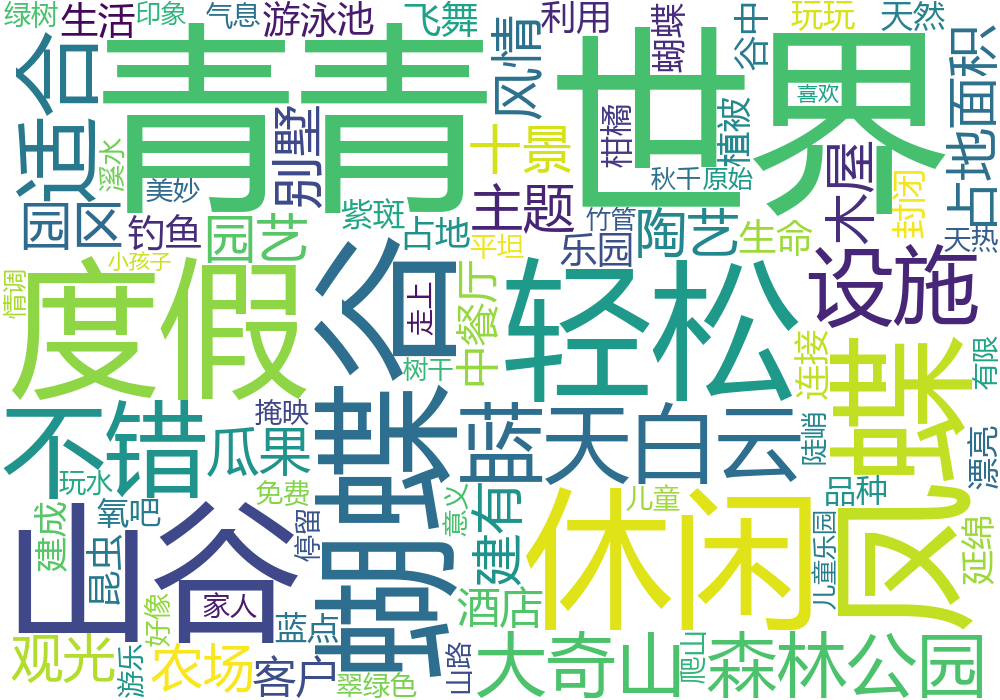 绿树
生活
印象
气息
游泳池
飞舞
利用
蝴蝶
谷中
玩玩
天然
适合
青青世界
风情
喜欢
占地面积
溪水
别墅
十景
柑橘
植被
木屋
美妙
秋千
原始
封闭
园区
钓鱼
园艺
紫斑
占地
主题
竹管
陶艺
生命
天热
平坦
乐园
小孩子
情调
度假
蝴蝶谷
走上
中餐厅
轻松
设施
树干
连接
有限
风蝶
不错
掩映
瓜果
蓝天白云
陡峭
漂亮
玩水
免费
意义
建有
儿童
品种
山谷
建成
氧吧
昆虫
停留
休闲
儿童乐园
延绵
好像
家人
蓝点
酒店
观光
游乐
农场
客户
翠绿色
山路
大奇山
爬山
森林公园